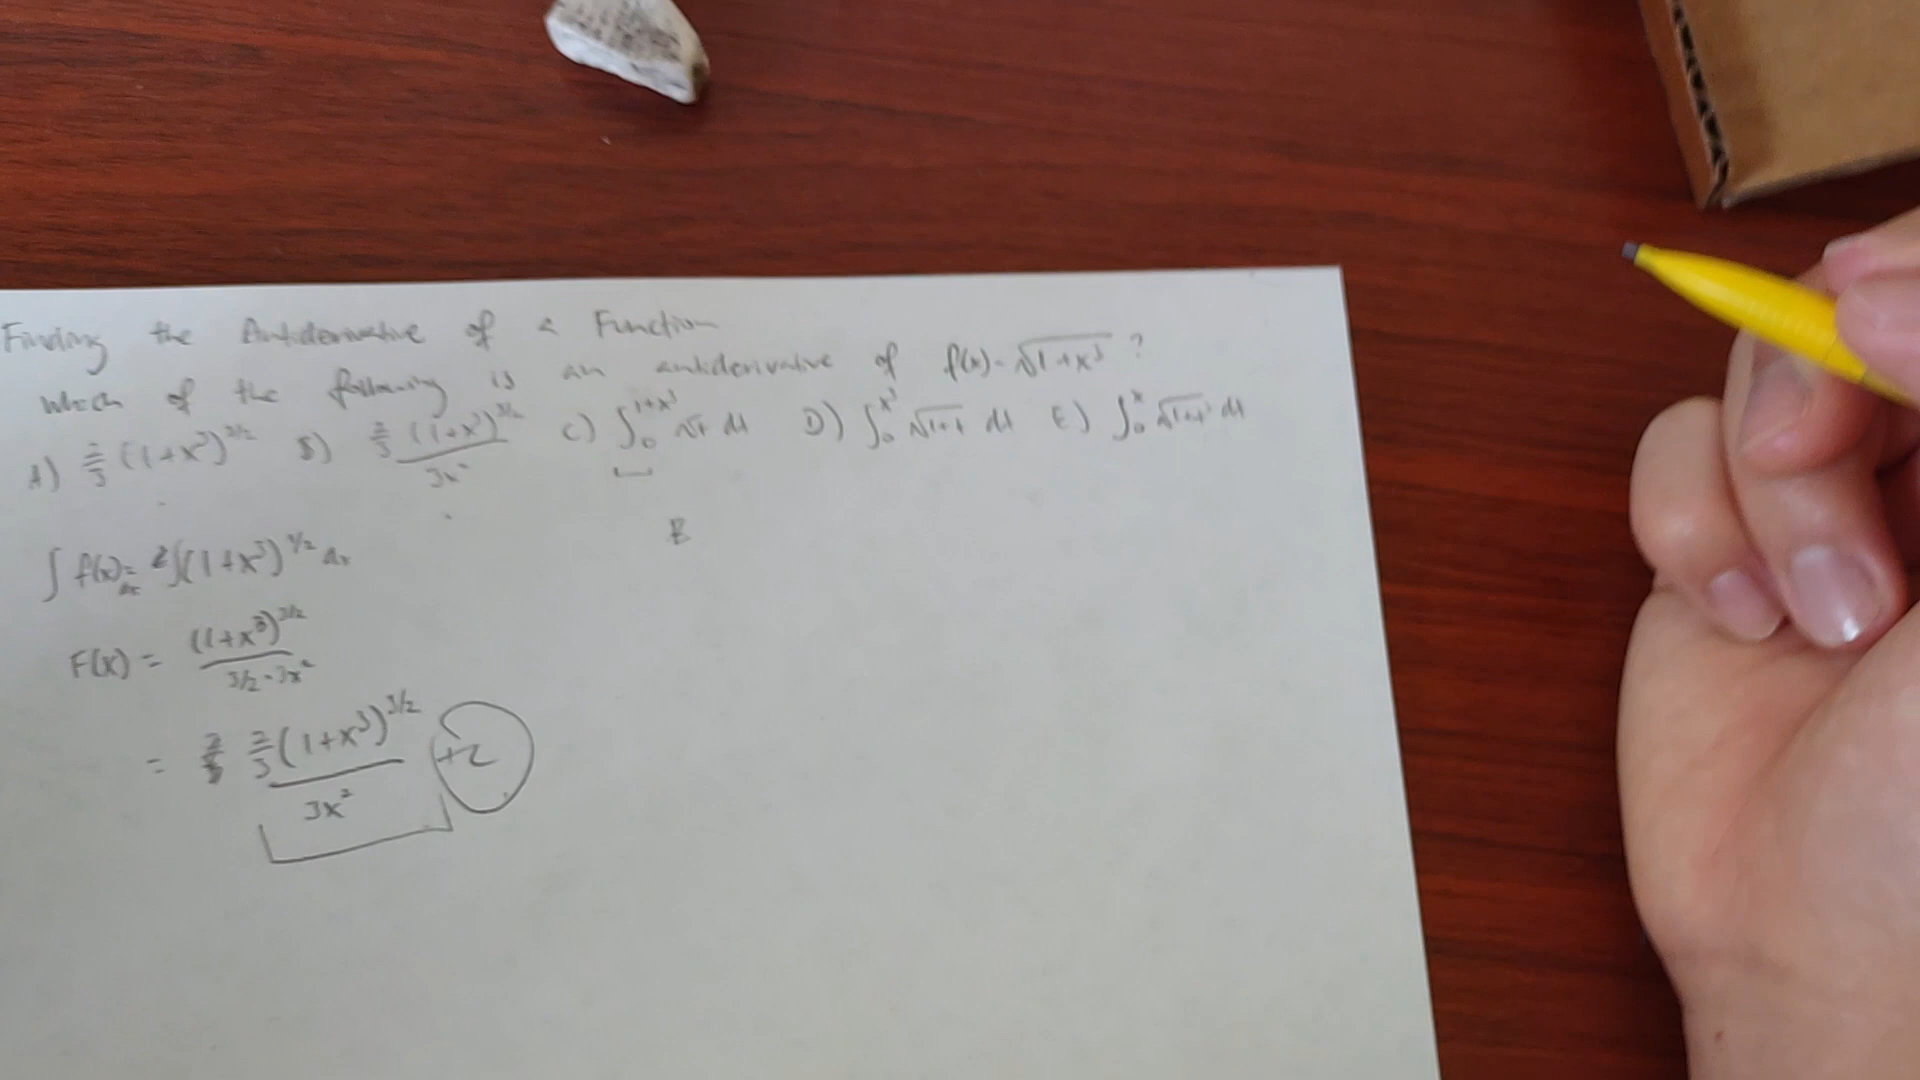 Finding the Antiderivative of a Function
Which of the following is an antiderivative of f(x) = √(1+x³) ?
A) 2/3 (1+x³)^(3/2) B) (2/3 (1+x³)^(3/2)) / 3x² C) ∫₀^(1+x³) √t dt D) ∫₀^(x³) √(1+t) dt E) ∫₀^x √(1+t³) dt
B
∫ f(x) dx = ∫(1+x³)^(1/2) dx
F(x) = (1+x³)^(3/2) / (3/2 · 3x²)
= 2/3 (1+x³)^(3/2) / 3x² + C